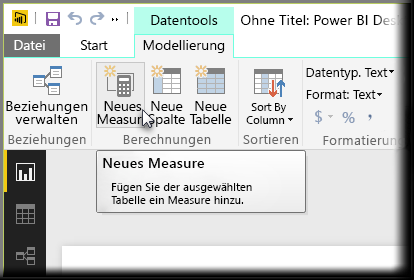 Datentools
Ohne Titel: Power BI Des
Datei
Start
Modellierung
Beziehungen
verwalten
Neues
Measure
Neue
Spalte
Neue
Tabelle
Sort By
Column
Datentyp. Text
Format: Text
$ % ,
Beziehungen
Berechnungen
Sortieren
Formatierung
Neues Measure
Fügen Sie der ausgewählten
Tabelle ein Measure hinzu.